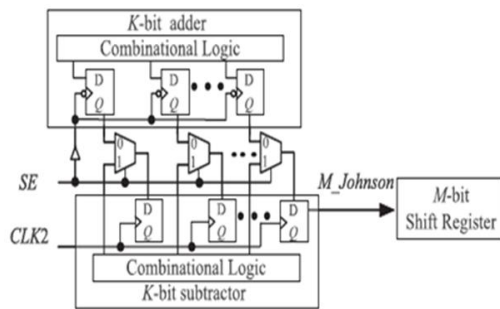 K-bit adder
Combinational Logic
D D D
Q Q Q
0 0 0
1 1 1
SE
M_Johnson
M-bit
Shift Register
D D D
CLK2
Q Q Q
Combinational Logic
K-bit subtractor